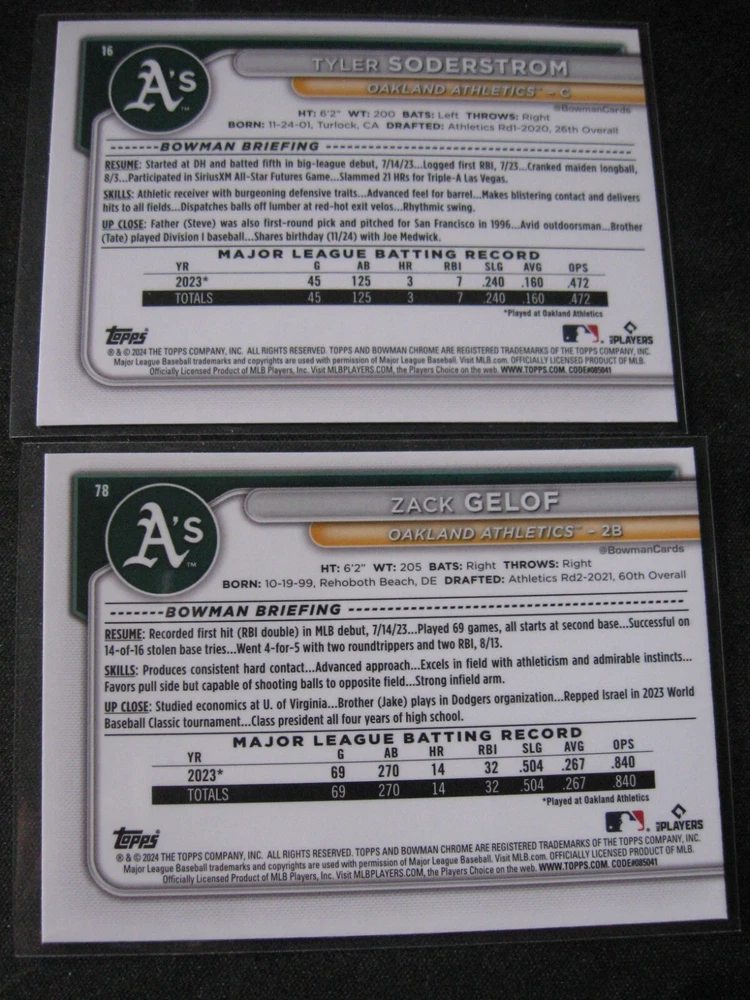 16
A's
TYLER SODERSTROM
OAKLAND ATHLETICS™ – C
@BowmanCards
HT: 6'2" WT: 200 BATS: Left THROWS: Right
BORN: 11-24-01, Turlock, CA DRAFTED: Athletics Rd1-2020, 26th Overall
BOWMAN BRIEFING
RESUME: Started at DH and batted fifth in big-league debut, 7/14/23...Logged first RBI, 7/23...Cranked maiden longball,
8/3...Participated in SiriusXM All-Star Futures Game...Slammed 21 HRs for Triple-A Las Vegas.
SKILLS: Athletic receiver with burgeoning defensive traits...Advanced feel for barrel...Makes blistering contact and delivers
hits to all fields...Dispatches balls off lumber at red-hot exit velos...Rhythmic swing.
UP CLOSE: Father (Steve) was also first-round pick and pitched for San Francisco in 1996...Avid outdoorsman...Brother
(Tate) played Division I baseball...Shares birthday (11/24) with Joe Medwick.
MAJOR LEAGUE BATTING RECORD
YR G AB HR RBI SLG AVG OPS
2023* 45 125 3 7 .240 .160 .472
TOTALS 45 125 3 7 .240 .160 .472
*Played at Oakland Athletics
Topps
PLAYERS
® & © 2024 THE TOPPS COMPANY, INC. ALL RIGHTS RESERVED. TOPPS AND BOWMAN CHROME ARE REGISTERED TRADEMARKS OF THE TOPPS COMPANY, INC.
Major League Baseball trademarks and copyrights are used with permission of Major League Baseball. Visit MLB.com. OFFICIALLY LICENSED PRODUCT OF MLB.
Officially Licensed Product of MLB Players, Inc. Visit MLBPLAYERS.COM, the Players Choice on the web. WWW.TOPPS.COM. CODE#085041
78
A's
™
ZACK GELOF
OAKLAND ATHLETICS™ – 2B
@BowmanCards
HT: 6'2" WT: 205 BATS: Right THROWS: Right
BORN: 10-19-99, Rehoboth Beach, DE DRAFTED: Athletics Rd2-2021, 60th Overall
BOWMAN BRIEFING
RESUME: Recorded first hit (RBI double) in MLB debut, 7/14/23...Played 69 games, all starts at second base...Successful on
14-of-16 stolen base tries...Went 4-for-5 with two roundtrippers and two RBI, 8/13.
SKILLS: Produces consistent hard contact...Advanced approach...Excels in field with athleticism and admirable instincts...
Favors pull side but capable of shooting balls to opposite field...Strong infield arm.
UP CLOSE: Studied economics at U. of Virginia...Brother (Jake) plays in Dodgers organization...Repped Israel in 2023 World
Baseball Classic tournament...Class president all four years of high school.
MAJOR LEAGUE BATTING RECORD
YR G AB HR RBI SLG AVG OPS
2023* 69 270 14 32 .504 .267 .840
TOTALS 69 270 14 32 .504 .267 .840
*Played at Oakland Athletics
Topps
PLAYERS
® & © 2024 THE TOPPS COMPANY, INC. ALL RIGHTS RESERVED. TOPPS AND BOWMAN CHROME ARE REGISTERED TRADEMARKS OF THE TOPPS COMPANY, INC.
Major League Baseball trademarks and copyrights are used with permission of Major League Baseball. Visit MLB.com. OFFICIALLY LICENSED PRODUCT OF MLB.
Officially Licensed Product of MLB Players, Inc. Visit MLBPLAYERS.COM, the Players Choice on the web. WWW.TOPPS.COM. CODE#085041